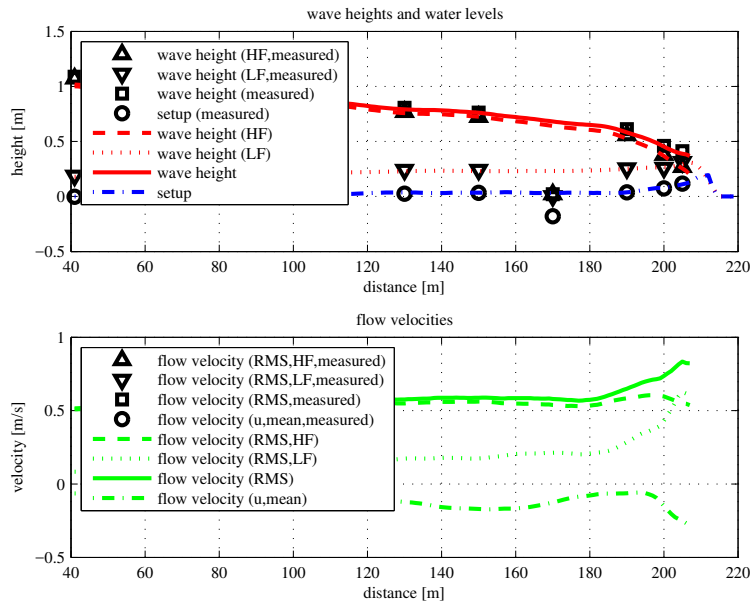 wave heights and water levels
1.5
1
0.5
0
−0.5
height [m]
wave height (HF,measured)
wave height (LF,measured)
wave height (measured)
setup (measured)
wave height (HF)
wave height (LF)
wave height
setup
40 60 80 100 120 140 160 180 200 220
distance [m]
flow velocities
1
0.5
0
−0.5
velocity [m/s]
flow velocity (RMS,HF,measured)
flow velocity (RMS,LF,measured)
flow velocity (RMS,measured)
flow velocity (u,mean,measured)
flow velocity (RMS,HF)
flow velocity (RMS,LF)
flow velocity (RMS)
flow velocity (u,mean)
40 60 80 100 120 140 160 180 200 220
distance [m]